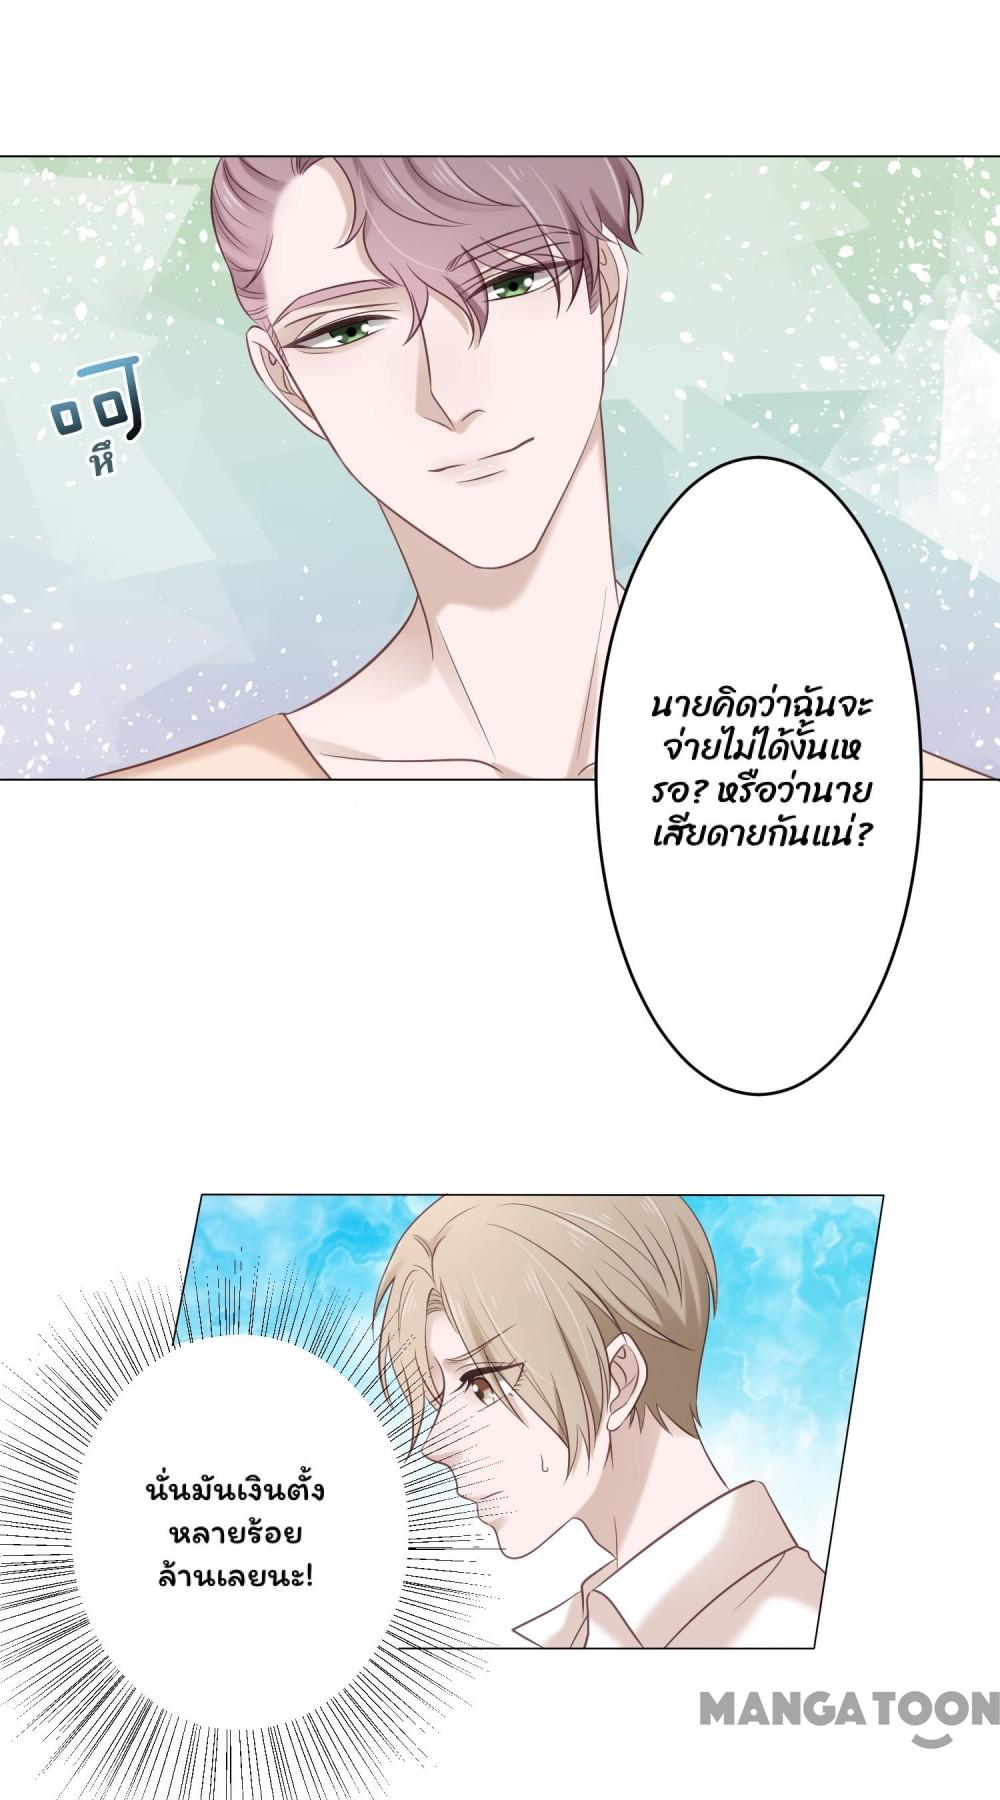 呵
หึ
นายคิดว่าฉันจะ
จ่ายไม่ได้งั้นเห
รอ? หรือว่านาย
เสียดายกันแน่?
นั่นมันเงินตั้ง
หลายร้อย
ล้านเลยนะ!
MANGATOON